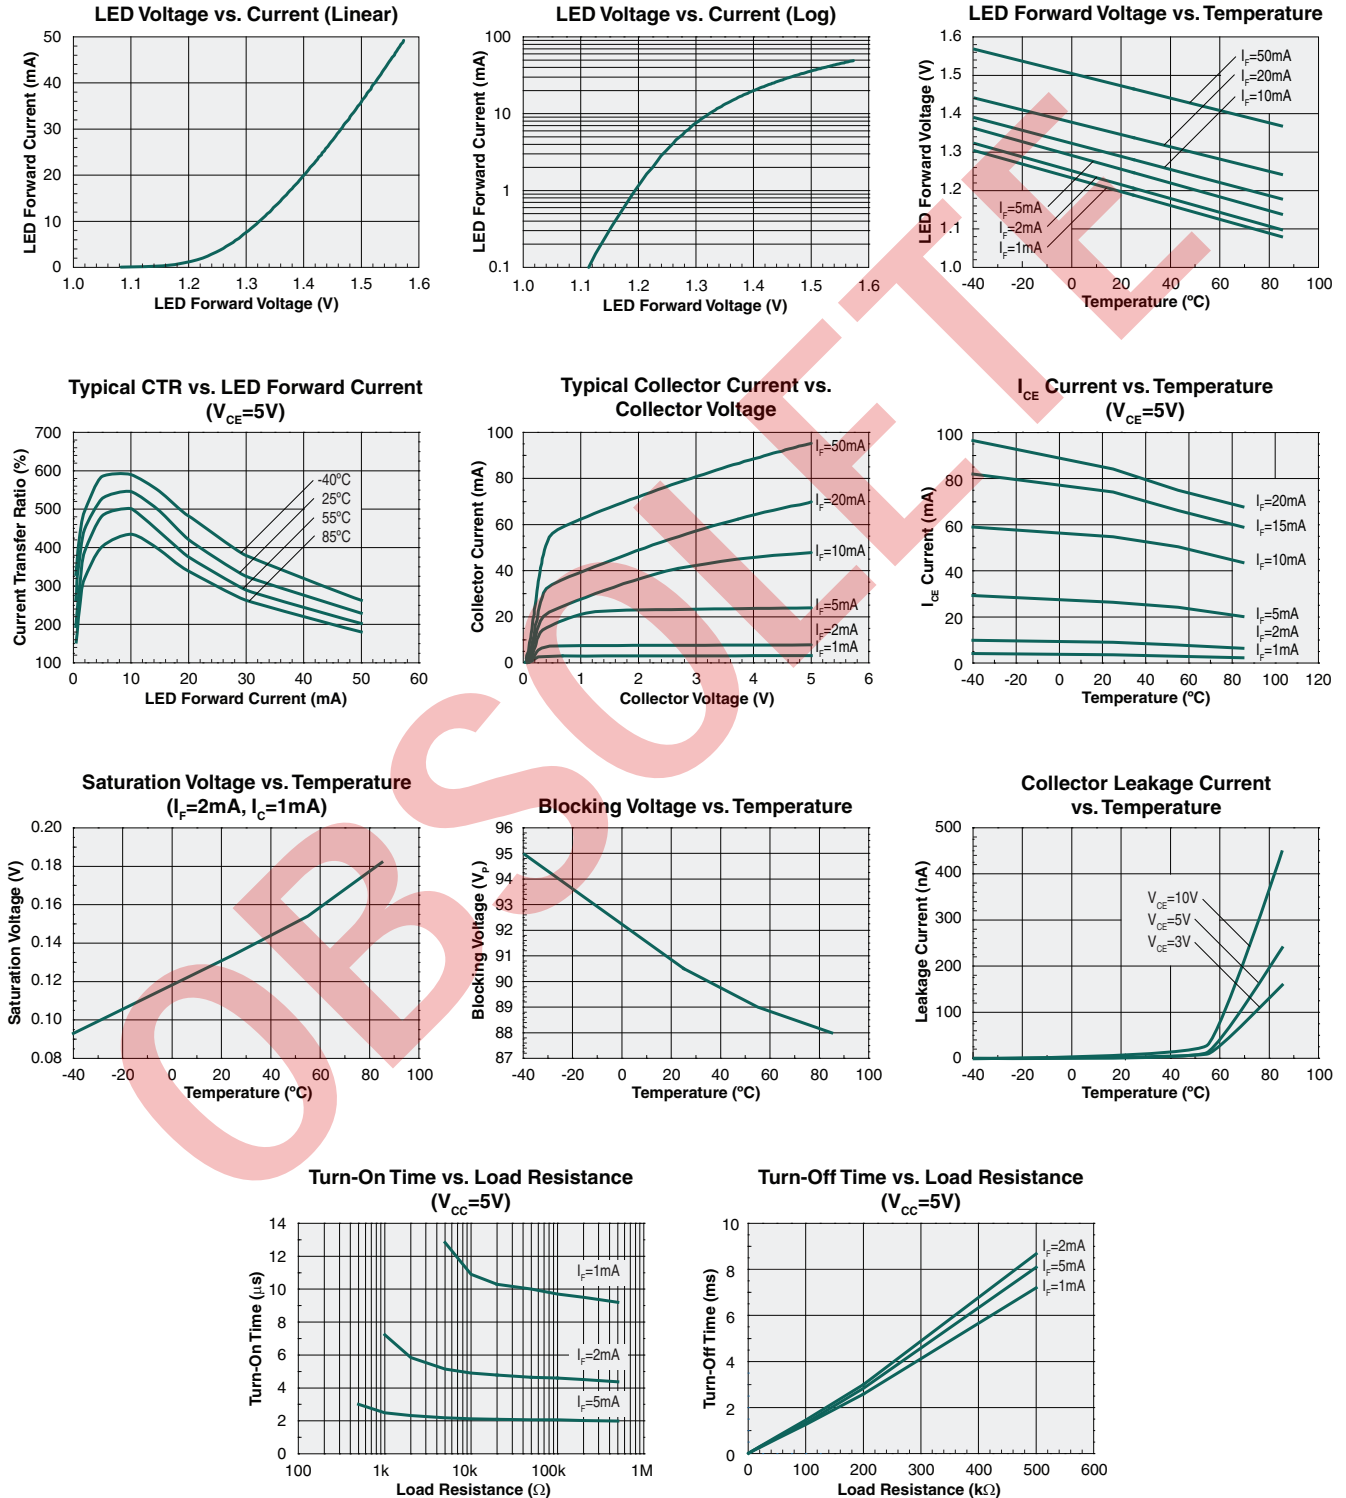 LED Voltage vs. Current (Linear)
LED Forward Current (mA)
50
40
30
20
10
0
1.0 1.1 1.2 1.3 1.4 1.5 1.6
LED Forward Voltage (V)
LED Voltage vs. Current (Log)
LED Forward Current (mA)
100
10
1
0.1
1.0 1.1 1.2 1.3 1.4 1.5 1.6
LED Forward Voltage (V)
LED Forward Voltage vs. Temperature
LED Forward Voltage (V)
1.6
1.5
1.4
1.3
1.2
1.1
1.0
IF=50mA
IF=20mA
IF=10mA
IF=5mA
IF=2mA
IF=1mA
-40 -20 0 20 40 60 80 100
Temperature (ºC)
Typical CTR vs. LED Forward Current
(VCE=5V)
Current Transfer Ratio (%)
700
600
500
400
300
200
100
-40ºC
25ºC
55ºC
85ºC
0 10 20 30 40 50 60
LED Forward Current (mA)
Typical Collector Current vs.
Collector Voltage
Collector Current (mA)
100
80
60
40
20
0
IF=50mA
IF=20mA
IF=10mA
IF=5mA
IF=2mA
IF=1mA
0 1 2 3 4 5 6
Collector Voltage (V)
ICE Current vs. Temperature
(VCE=5V)
ICE Current (mA)
100
80
60
40
20
0
IF=20mA
IF=15mA
IF=10mA
IF=5mA
IF=2mA
IF=1mA
-40 -20 0 20 40 60 80 100 120
Temperature (ºC)
Saturation Voltage vs. Temperature
(IF=2mA, IC=1mA)
Saturation Voltage (V)
0.20
0.18
0.16
0.14
0.12
0.10
0.08
-40 -20 0 20 40 60 80 100
Temperature (ºC)
Blocking Voltage vs. Temperature
Blocking Voltage (VP)
96
95
94
93
92
91
90
89
88
87
-40 -20 0 20 40 60 80 100
Temperature (ºC)
Collector Leakage Current
vs. Temperature
Leakage Current (nA)
500
400
300
200
100
0
VCE=10V
VCE=5V
VCE=3V
-40 -20 0 20 40 60 80 100
Temperature (ºC)
Turn-On Time vs. Load Resistance
(VCC=5V)
Turn-On Time (µs)
14
12
10
8
6
4
2
0
IF=1mA
IF=2mA
IF=5mA
100 1k 10k 100k 1M
Load Resistance (Ω)
Turn-Off Time vs. Load Resistance
(VCC=5V)
Turn-Off Time (ms)
10
8
6
4
2
0
IF=2mA
IF=5mA
IF=1mA
0 100 200 300 400 500 600
Load Resistance (kΩ)
OBSOLETE